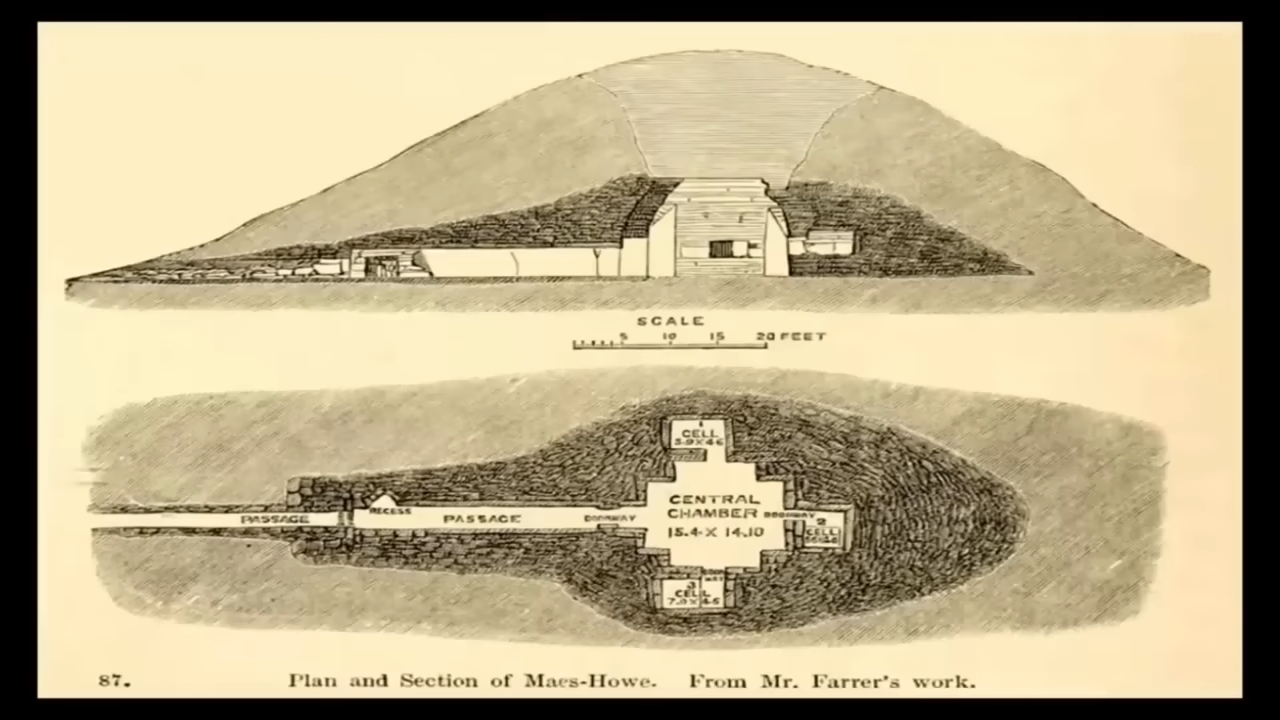 SCALE
5 10 15 20 FEET
1
CELL
CENTRAL
CHAMBER
15.4 X 14.10
PASSAGE
RECESS
PASSAGE
DOORWAY
DOORWAY
2
CELL
3
CELL
87. Plan and Section of Maes-Howe. From Mr. Farrer's work.